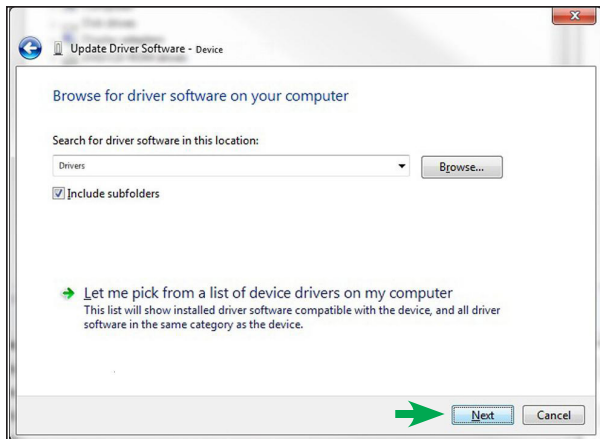 Disk drives
Update Driver Software - Device
Browse for driver software on your computer
Search for driver software in this location:
Drivers
Browse...
Include subfolders
Let me pick from a list of device drivers on my computer
This list will show installed driver software compatible with the device, and all driver
software in the same category as the device.
Next
Cancel